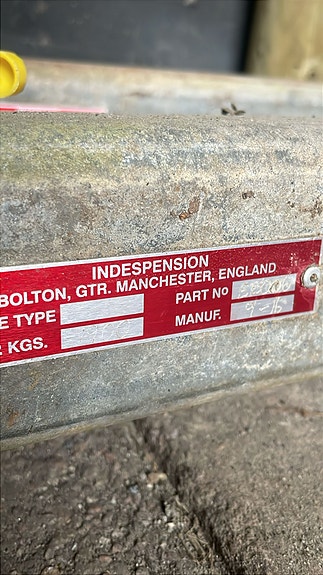 INDESPENSION
BOLTON, GTR. MANCHESTER, ENGLAND
E TYPE PART NO
KGS. MANUF.